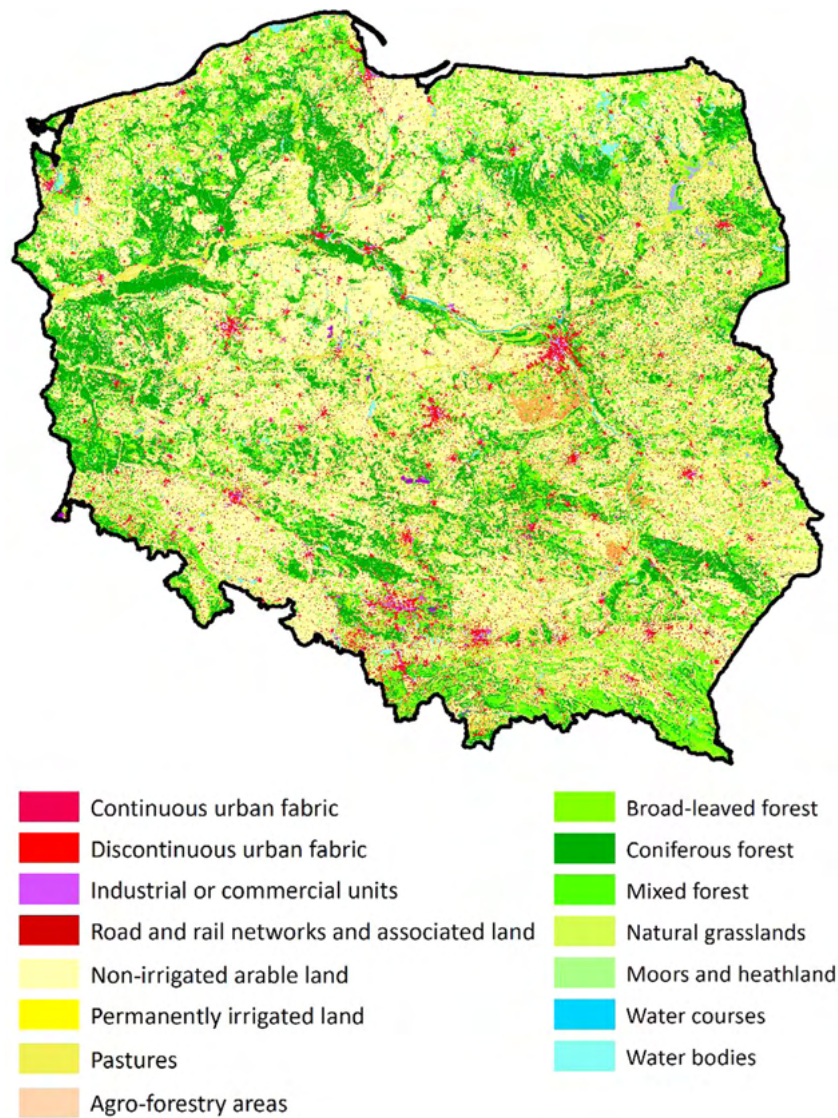 Continuous urban fabric
Discontinuous urban fabric
Industrial or commercial units
Road and rail networks and associated land
Non-irrigated arable land
Permanently irrigated land
Pastures
Agro-forestry areas
Broad-leaved forest
Coniferous forest
Mixed forest
Natural grasslands
Moors and heathland
Water courses
Water bodies